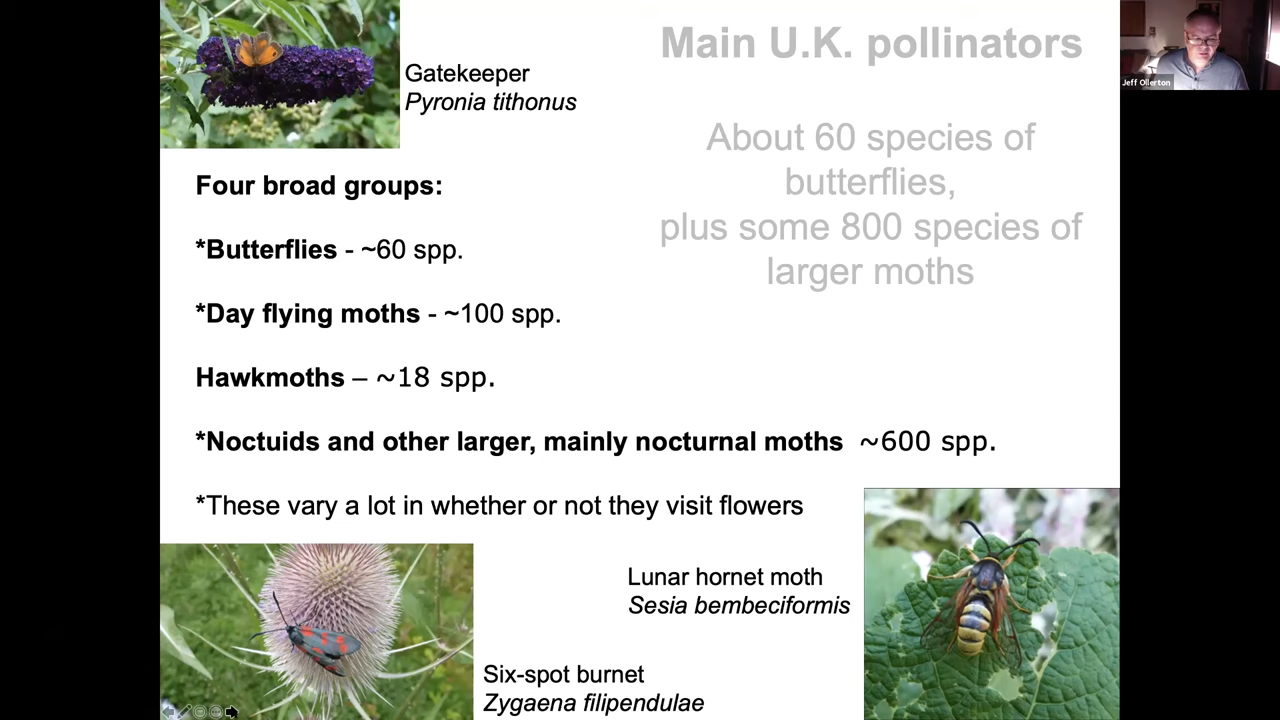 Main U.K. pollinators
Jeff Ollerton
Gatekeeper
Pyronia tithonus
About 60 species of
butterflies,
plus some 800 species of
larger moths
Four broad groups:
*Butterflies - ~60 spp.
*Day flying moths - ~100 spp.
Hawkmoths – ~18 spp.
*Noctuids and other larger, mainly nocturnal moths ~600 spp.
*These vary a lot in whether or not they visit flowers
Lunar hornet moth
Sesia bembeciformis
Six-spot burnet
Zygaena filipendulae